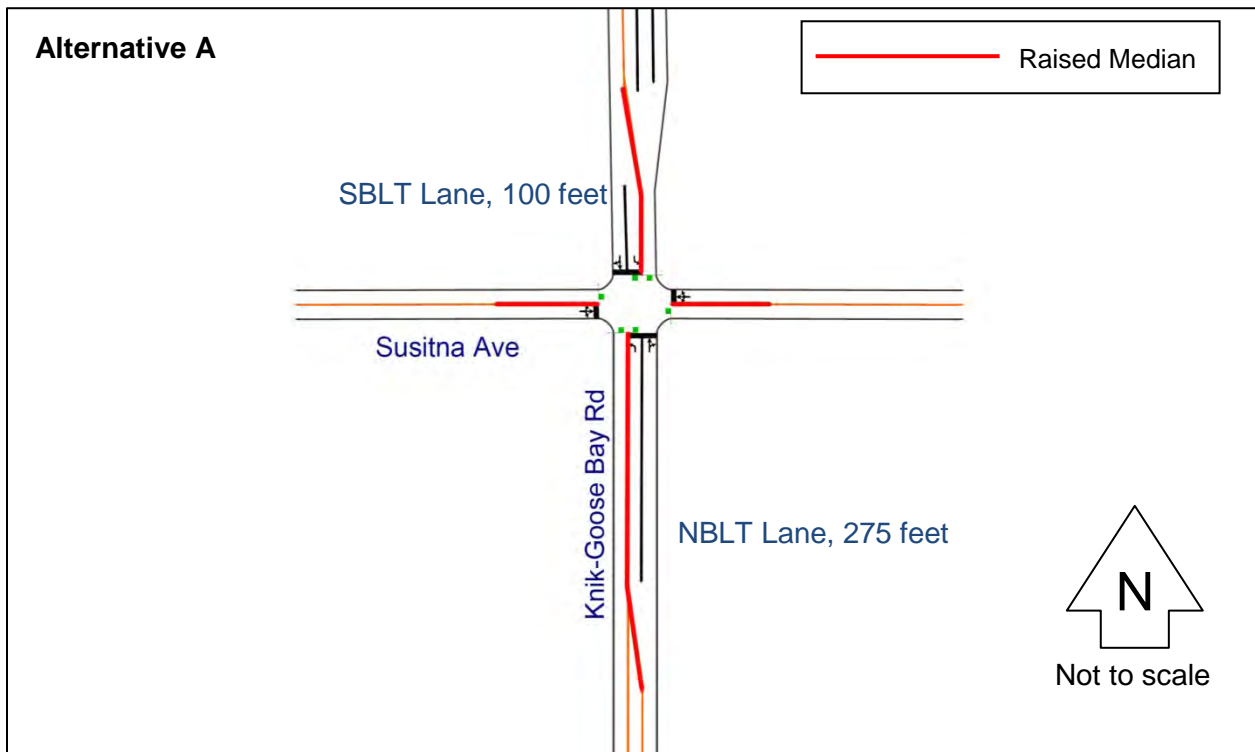 Alternative A
Raised Median
SBLT Lane, 100 feet
Susitna Ave
Knik-Goose Bay Rd
NBLT Lane, 275 feet
N
Not to scale